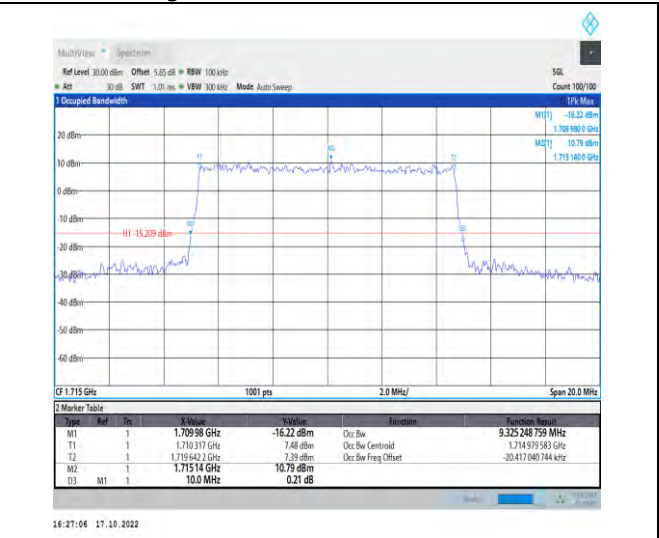 MultiView Spectrum
Ref Level 30.00 dBm Offset 5.65 dB RBW 100 kHz SGL
Att 30 dB SWT 1.01 ms VBW 300 kHz Mode Auto Sweep Count 100/100
1 Occupied Bandwidth 1Pk Max
M1[1] -16.22 dBm
1.709 980 0 GHz
20 dBm M2[1] 10.79 dBm
1.715 140 0 GHz
M2
T1 T2
10 dBm
0 dBm
-10 dBm
M1 D3
H1 -15.209 dBm
-20 dBm
-30 dBm
-40 dBm
-50 dBm
-60 dBm
CF 1.715 GHz 1001 pts 2.0 MHz/ Span 20.0 MHz
2 Marker Table
Type Ref Trc X-Value Y-Value Function Function Result
M1 1 1.709 98 GHz -16.22 dBm Occ Bw 9.325 248 759 MHz
T1 1 1.710 317 GHz 7.48 dBm Occ Bw Centroid 1.714 979 583 GHz
T2 1 1.719 642 2 GHz 7.39 dBm Occ Bw Freq Offset -20.417 040 744 kHz
M2 1 1.715 14 GHz 10.79 dBm
D3 M1 1 10.0 MHz 0.21 dB
16:27:06 17.10.2022